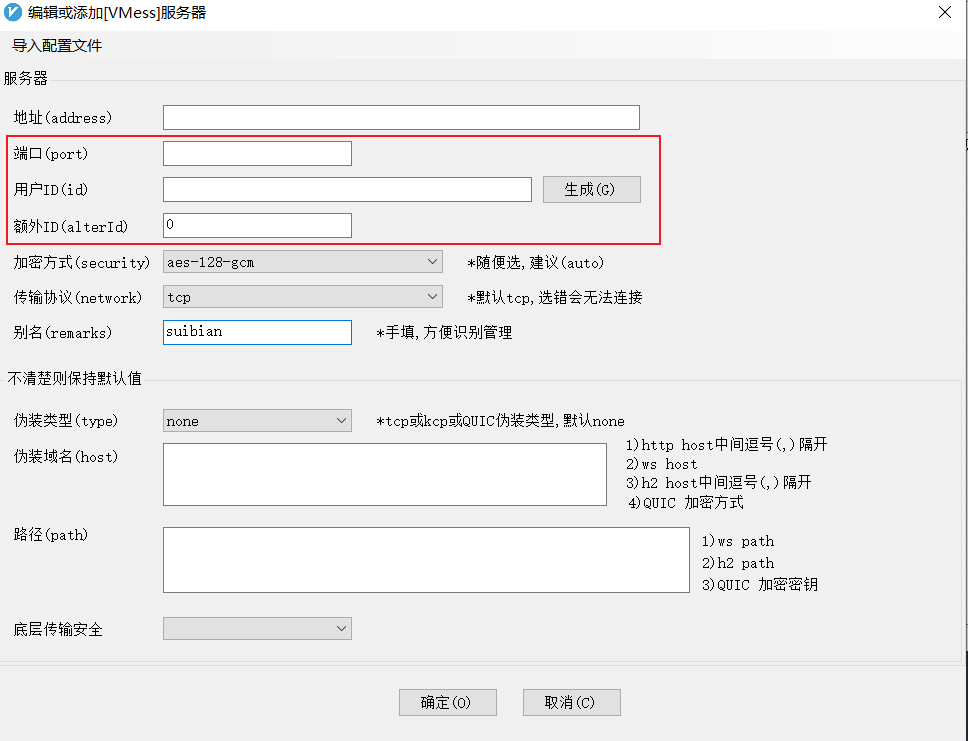 编辑或添加[VMess]服务器
导入配置文件
服务器
地址(address)
端口(port)
用户ID(id) 生成(G)
额外ID(alterId) 0
加密方式(security) aes-128-gcm *随便选,建议(auto)
传输协议(network) tcp *默认tcp,选错会无法连接
别名(remarks) suibian *手填,方便识别管理
不清楚则保持默认值
伪装类型(type) none *tcp或kcp或QUIC伪装类型,默认none
伪装域名(host)
1)http host中间逗号(,)隔开
2)ws host
3)h2 host中间逗号(,)隔开
4)QUIC 加密方式
路径(path)
1)ws path
2)h2 path
3)QUIC 加密密钥
底层传输安全
确定(O) 取消(C)